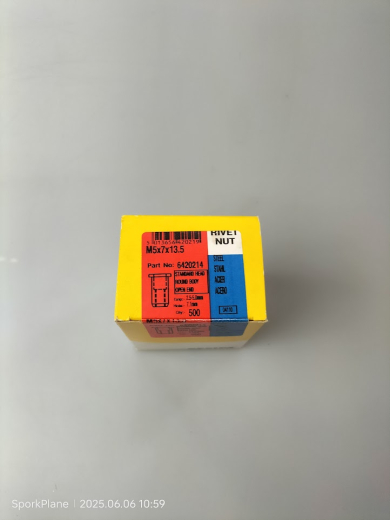 RIVET
NUT
M5x7x13.5
Part No: 6420214
STANDARD HEAD
ROUND BODY
OPEN END
500
STEEL
STAHL
ACIER
ACERO
SporkPlane | 2025.06.06 10:59